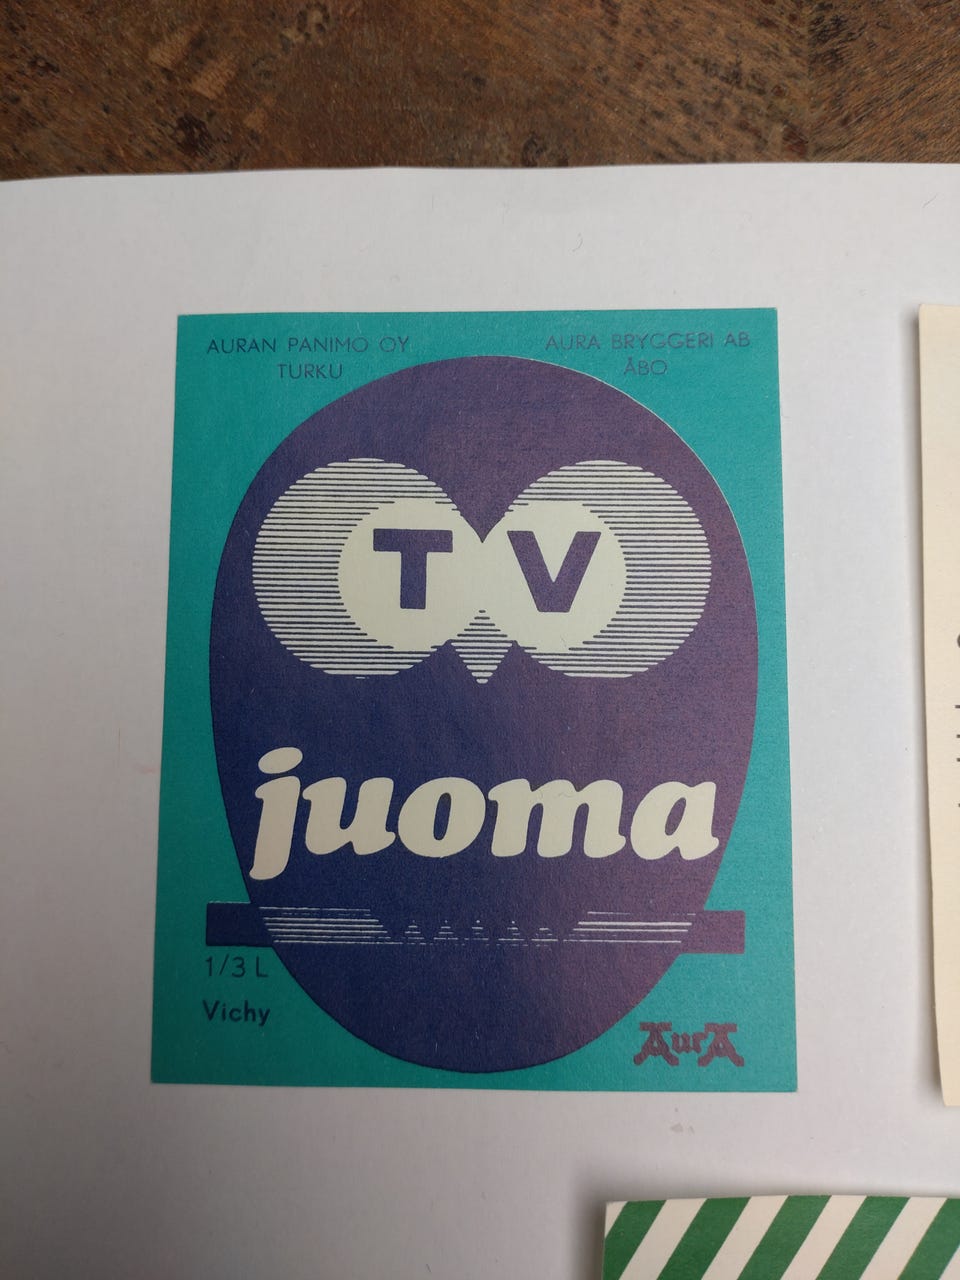 AURAN PANIMO OY
TURKU
AURA BRYGGERI AB
ÅBO
TV
juoma
1/3 L
Vichy
AurA